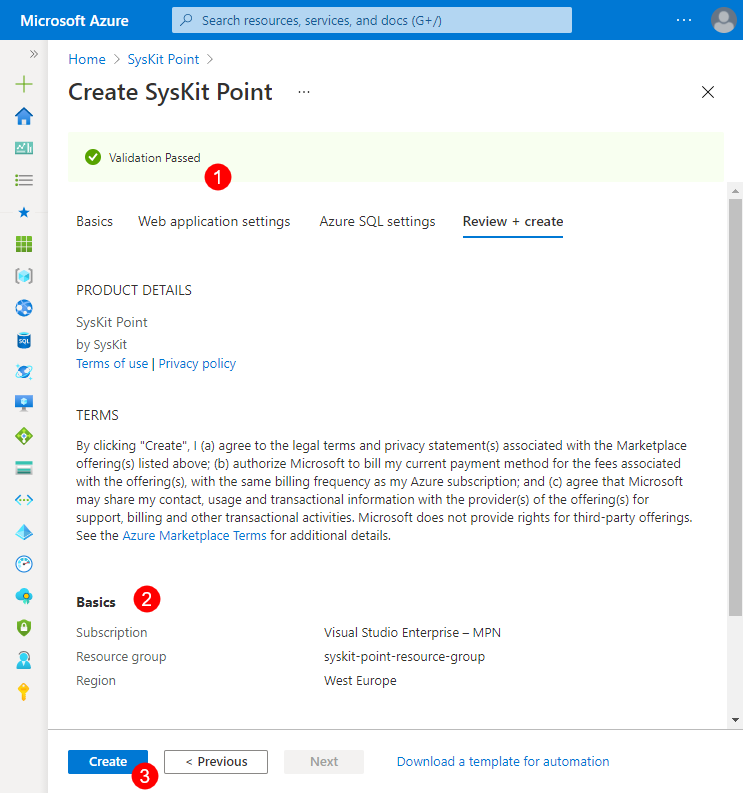 Microsoft Azure
Search resources, services, and docs (G+/)
Home > SysKit Point >
Create SysKit Point ...
Validation Passed
1
Basics Web application settings Azure SQL settings Review + create
PRODUCT DETAILS
SysKit Point
by SysKit
Terms of use | Privacy policy
TERMS
By clicking "Create", I (a) agree to the legal terms and privacy statement(s) associated with the Marketplace
offering(s) listed above; (b) authorize Microsoft to bill my current payment method for the fees associated
with the offering(s), with the same billing frequency as my Azure subscription; and (c) agree that Microsoft
may share my contact, usage and transactional information with the provider(s) of the offering(s) for
support, billing and other transactional activities. Microsoft does not provide rights for third-party offerings.
See the Azure Marketplace Terms for additional details.
Basics 2
Subscription Visual Studio Enterprise – MPN
Resource group syskit-point-resource-group
Region West Europe
Create < Previous Next Download a template for automation
3
SQL